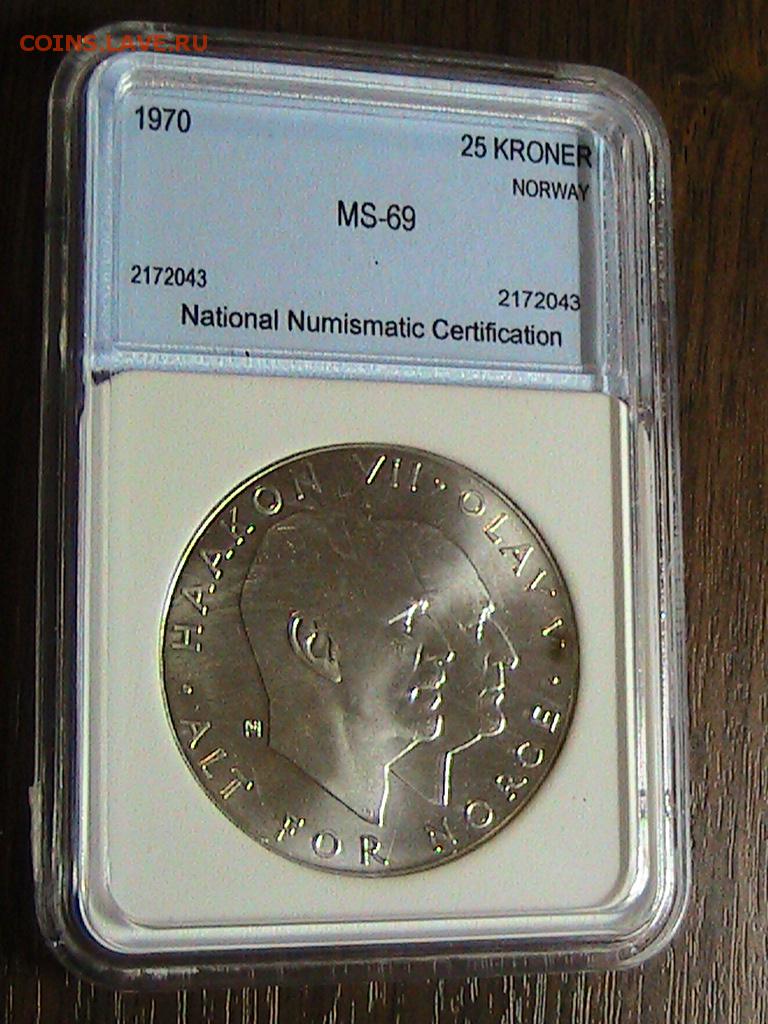 COINS.LAVE.RU
1970
25 KRONER
NORWAY
MS-69
2172043
2172043
National Numismatic Certification
· HAAKON VII · OLAV V ·
ALT FOR NORGE